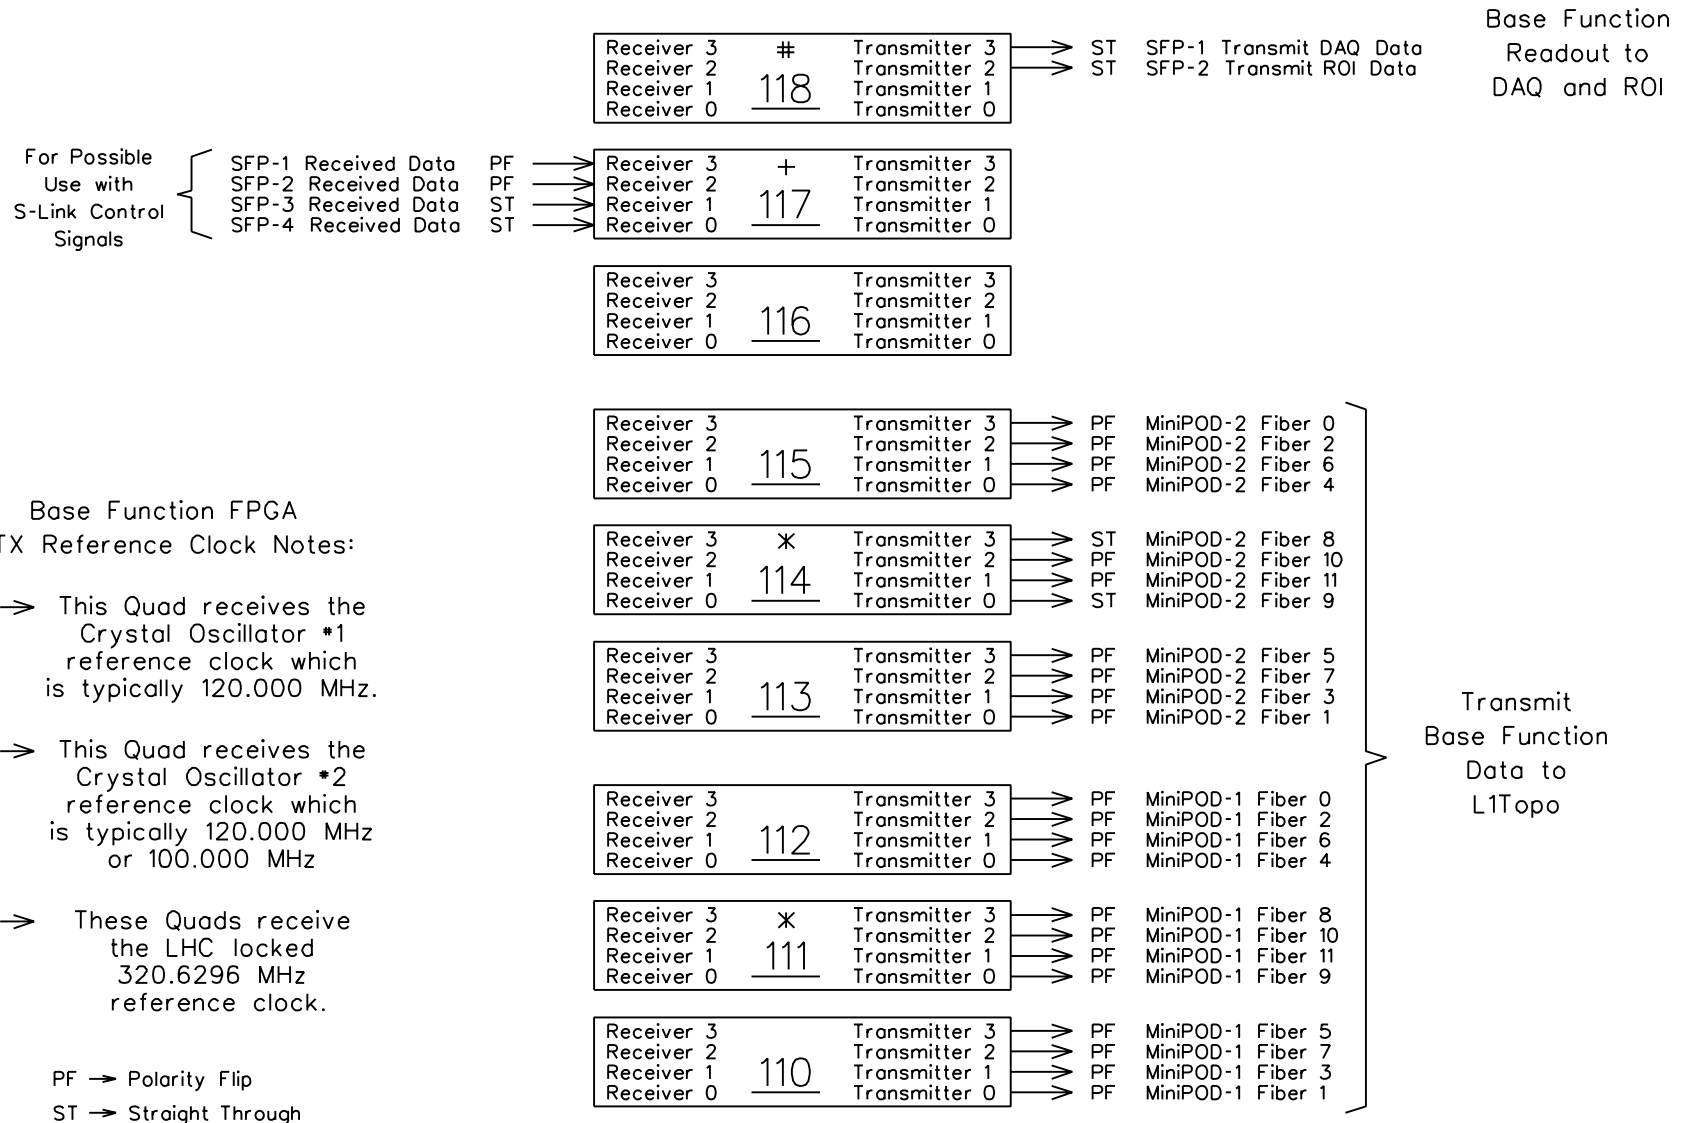 Base Function
Readout to
DAQ and ROI
Receiver 3 # Transmitter 3 ST SFP-1 Transmit DAQ Data
Receiver 2 Transmitter 2 ST SFP-2 Transmit ROI Data
Receiver 1 118 Transmitter 1
Receiver 0 Transmitter 0
For Possible
Use with
S-Link Control
Signals
SFP-1 Received Data PF Receiver 3 + Transmitter 3
SFP-2 Received Data PF Receiver 2 Transmitter 2
SFP-3 Received Data ST Receiver 1 117 Transmitter 1
SFP-4 Received Data ST Receiver 0 Transmitter 0
Receiver 3 Transmitter 3
Receiver 2 Transmitter 2
Receiver 1 116 Transmitter 1
Receiver 0 Transmitter 0
Receiver 3 Transmitter 3 PF MiniPOD-2 Fiber 0
Receiver 2 Transmitter 2 PF MiniPOD-2 Fiber 2
Receiver 1 115 Transmitter 1 PF MiniPOD-2 Fiber 6
Receiver 0 Transmitter 0 PF MiniPOD-2 Fiber 4
Receiver 3 * Transmitter 3 ST MiniPOD-2 Fiber 8
Receiver 2 Transmitter 2 PF MiniPOD-2 Fiber 10
Receiver 1 114 Transmitter 1 PF MiniPOD-2 Fiber 11
Receiver 0 Transmitter 0 ST MiniPOD-2 Fiber 9
Receiver 3 Transmitter 3 PF MiniPOD-2 Fiber 5
Receiver 2 Transmitter 2 PF MiniPOD-2 Fiber 7
Receiver 1 113 Transmitter 1 PF MiniPOD-2 Fiber 3
Receiver 0 Transmitter 0 PF MiniPOD-2 Fiber 1
Receiver 3 Transmitter 3 PF MiniPOD-1 Fiber 0
Receiver 2 Transmitter 2 PF MiniPOD-1 Fiber 2
Receiver 1 112 Transmitter 1 PF MiniPOD-1 Fiber 6
Receiver 0 Transmitter 0 PF MiniPOD-1 Fiber 4
Receiver 3 * Transmitter 3 PF MiniPOD-1 Fiber 8
Receiver 2 Transmitter 2 PF MiniPOD-1 Fiber 10
Receiver 1 111 Transmitter 1 PF MiniPOD-1 Fiber 11
Receiver 0 Transmitter 0 PF MiniPOD-1 Fiber 9
Receiver 3 Transmitter 3 PF MiniPOD-1 Fiber 5
Receiver 2 Transmitter 2 PF MiniPOD-1 Fiber 7
Receiver 1 110 Transmitter 1 PF MiniPOD-1 Fiber 3
Receiver 0 Transmitter 0 PF MiniPOD-1 Fiber 1
Transmit
Base Function
Data to
L1Topo
Base Function FPGA
TX Reference Clock Notes:
→ This Quad receives the
Crystal Oscillator #1
reference clock which
is typically 120.000 MHz.
→ This Quad receives the
Crystal Oscillator #2
reference clock which
is typically 120.000 MHz
or 100.000 MHz
→ These Quads receive
the LHC locked
320.6296 MHz
reference clock.
PF → Polarity Flip
ST → Straight Through